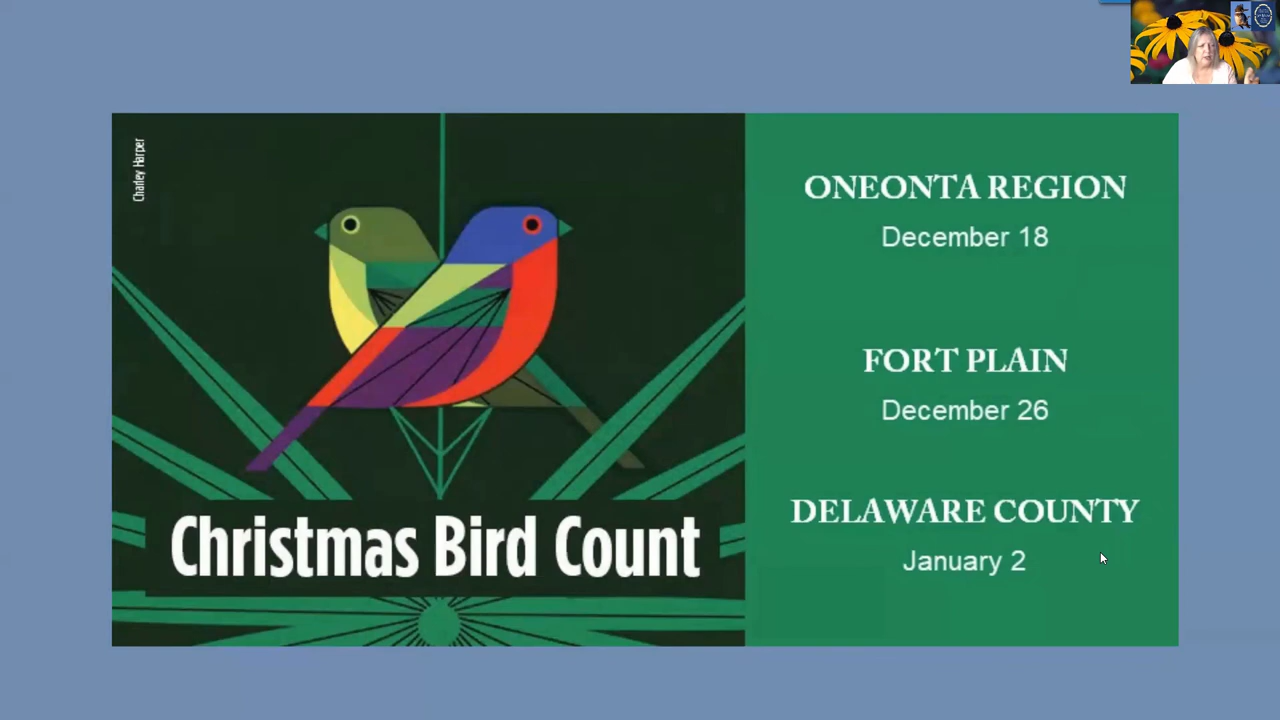 Charley Harper
Christmas Bird Count
ONEONTA REGION
December 18
FORT PLAIN
December 26
DELAWARE COUNTY
January 2